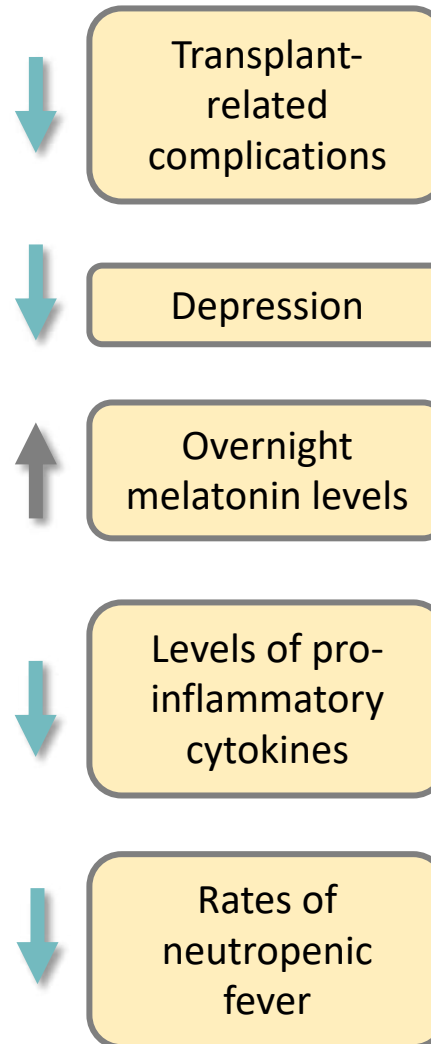 Transplant-
related
complications
Depression
Overnight
melatonin levels
Levels of pro-
inflammatory
cytokines
Rates of
neutropenic
fever